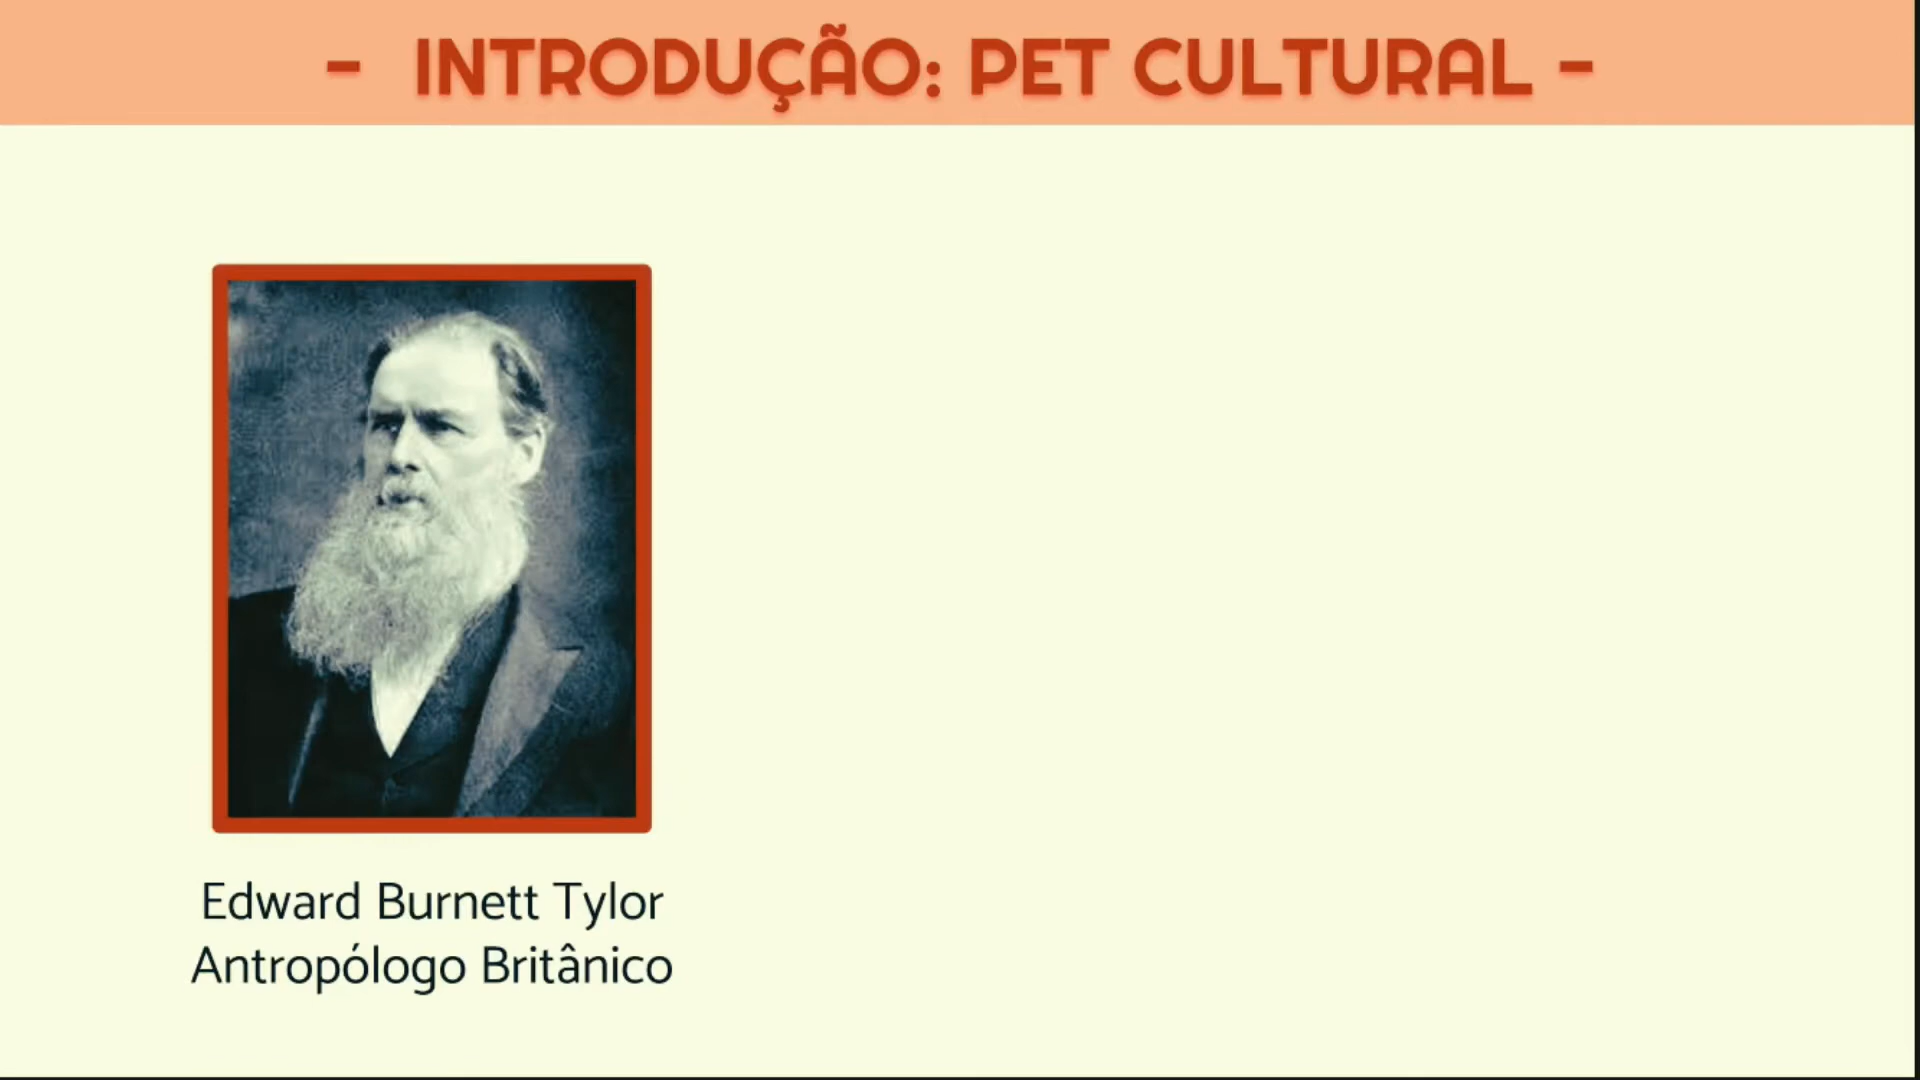 - INTRODUÇÃO: PET CULTURAL -
Edward Burnett Tylor
Antropólogo Britânico